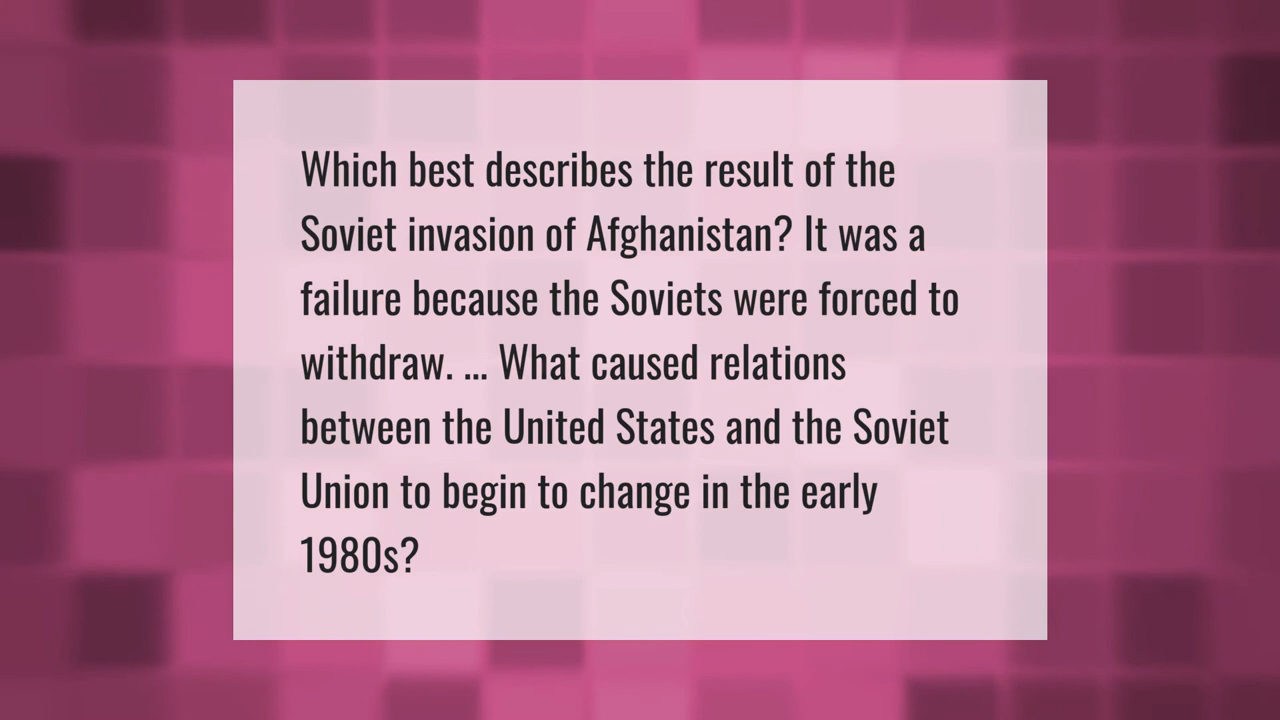 Which best describes the result of the
Soviet invasion of Afghanistan? It was a
failure because the Soviets were forced to
withdraw. ... What caused relations
between the United States and the Soviet
Union to begin to change in the early
1980s?